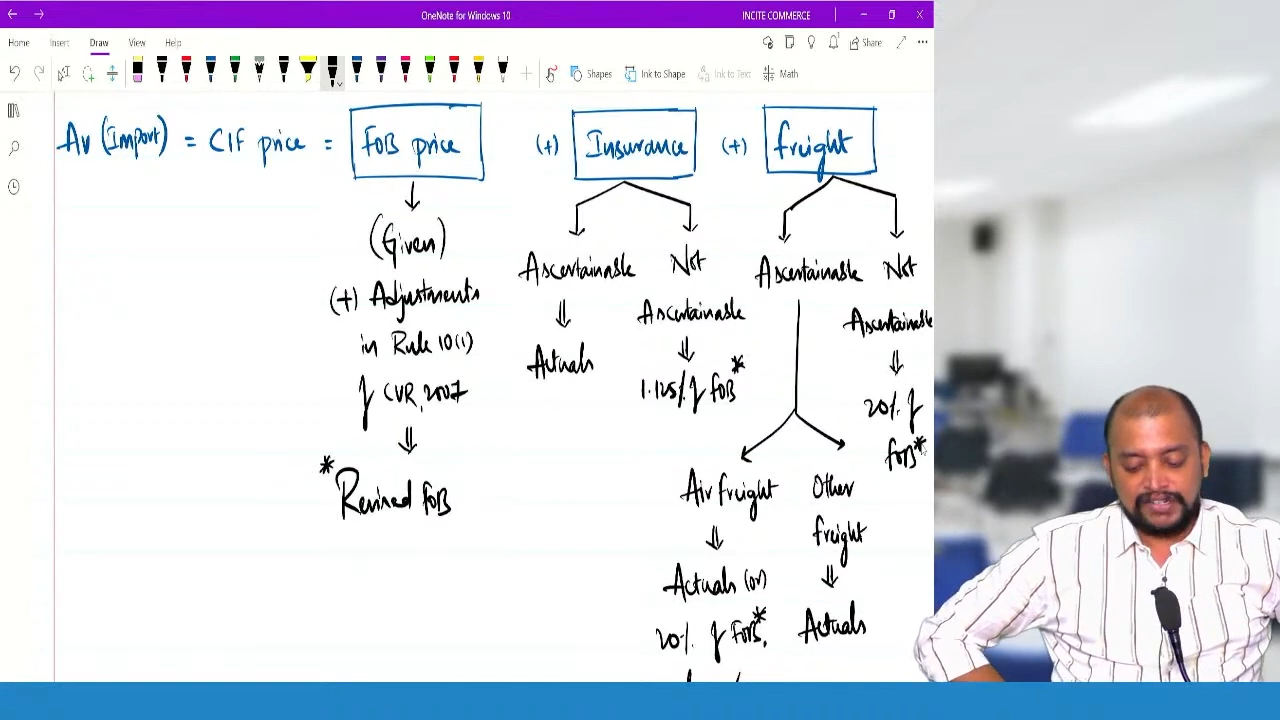 OneNote for Windows 10
INCITE COMMERCE
Home Insert Draw View Help
Share
Shapes
Ink to Shape
Ink to Text
Math
AV (Import) = CIF price = FOB price (+) Insurance (+) freight
(Given)
(+) Adjustments
in Rule 10(1)
of CVR, 2007
* Revised FOB
Ascertainable
Actuals
Not
Ascertainable
1.125% of FOB*
Ascertainable
Air freight
Actuals (or)
20% of FOB*,
Other
freight
Actuals
Not
Ascertainable
20% of
FOB*